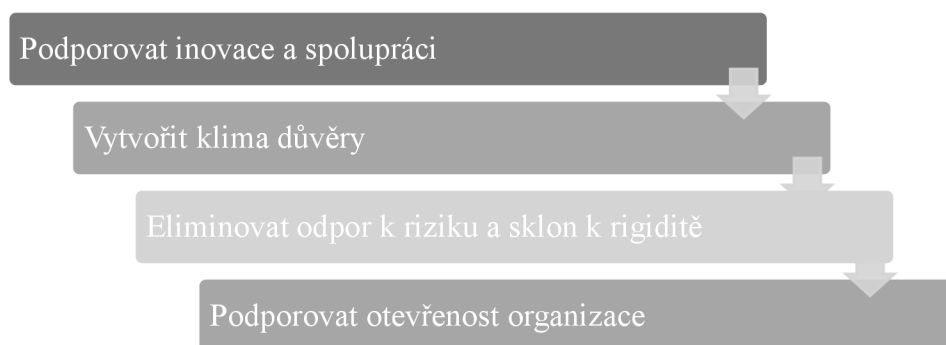 Podporovat inovace a spolupráci
Vytvořit klima důvěry
Eliminovat odpor k riziku a sklon k rigiditě
Podporovat otevřenost organizace